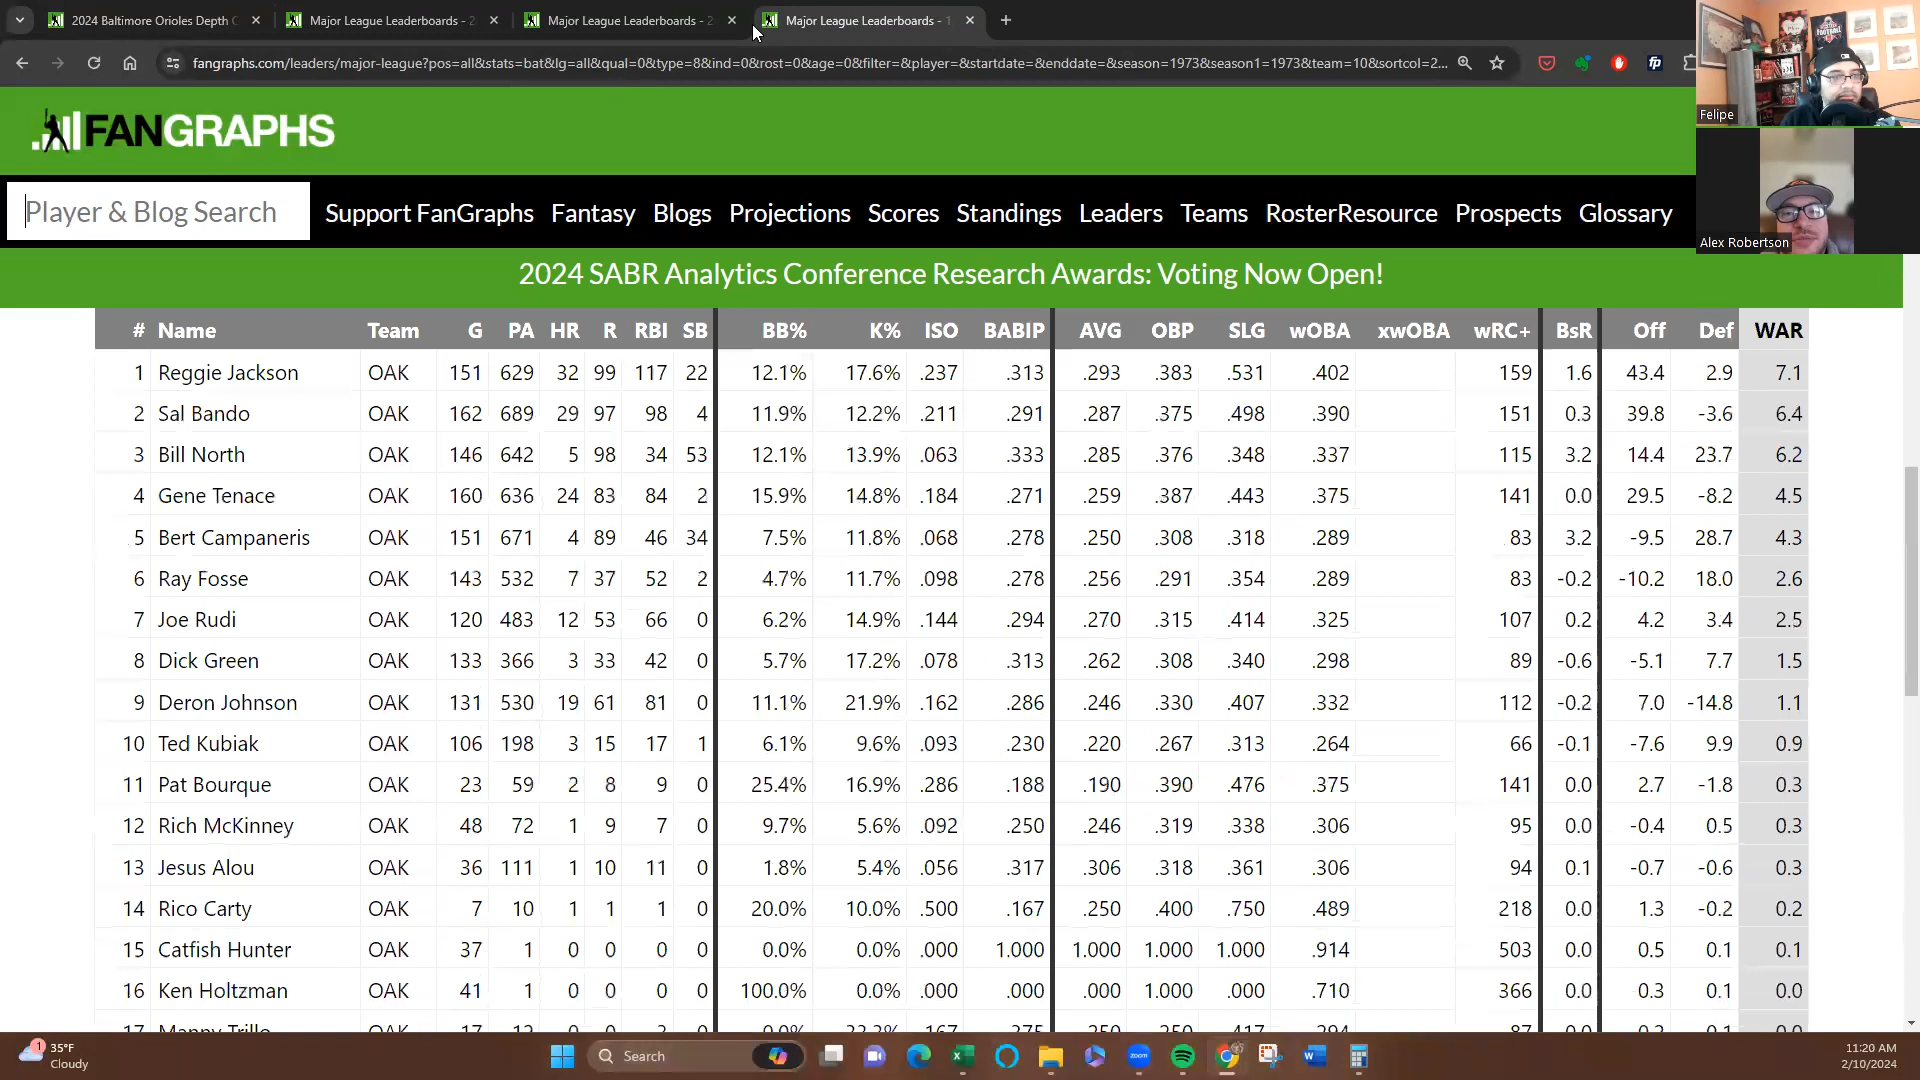 2024 Baltimore Orioles Depth C
Major League Leaderboards - 2
Major League Leaderboards - 2
Major League Leaderboards - 1
fangraphs.com/leaders/major-league?pos=all&stats=bat&lg=all&qual=0&type=8&ind=0&rost=0&age=0&filter=&player=&startdate=&enddate=&season=1973&season1=1973&team=10&sortcol=2...
FANGRAPHS
Player & Blog Search Support FanGraphs Fantasy Blogs Projections Scores Standings Leaders Teams RosterResource Prospects Glossary
2024 SABR Analytics Conference Research Awards: Voting Now Open!
Felipe
Alex Robertson
# Name Team G PA HR R RBI SB BB% K% ISO BABIP AVG OBP SLG wOBA xwOBA wRC+ BsR Off Def WAR
1 Reggie Jackson OAK 151 629 32 99 117 22 12.1% 17.6% .237 .313 .293 .383 .531 .402 159 1.6 43.4 2.9 7.1
2 Sal Bando OAK 162 689 29 97 98 4 11.9% 12.2% .211 .291 .287 .375 .498 .390 151 0.3 39.8 -3.6 6.4
3 Bill North OAK 146 642 5 98 34 53 12.1% 13.9% .063 .333 .285 .376 .348 .337 115 3.2 14.4 23.7 6.2
4 Gene Tenace OAK 160 636 24 83 84 2 15.9% 14.8% .184 .271 .259 .387 .443 .375 141 0.0 29.5 -8.2 4.5
5 Bert Campaneris OAK 151 671 4 89 46 34 7.5% 11.8% .068 .278 .250 .308 .318 .289 83 3.2 -9.5 28.7 4.3
6 Ray Fosse OAK 143 532 7 37 52 2 4.7% 11.7% .098 .278 .256 .291 .354 .289 83 -0.2 -10.2 18.0 2.6
7 Joe Rudi OAK 120 483 12 53 66 0 6.2% 14.9% .144 .294 .270 .315 .414 .325 107 0.2 4.2 3.4 2.5
8 Dick Green OAK 133 366 3 33 42 0 5.7% 17.2% .078 .313 .262 .308 .340 .298 89 -0.6 -5.1 7.7 1.5
9 Deron Johnson OAK 131 530 19 61 81 0 11.1% 21.9% .162 .286 .246 .330 .407 .332 112 -0.2 7.0 -14.8 1.1
10 Ted Kubiak OAK 106 198 3 15 17 1 6.1% 9.6% .093 .230 .220 .267 .313 .264 66 -0.1 -7.6 9.9 0.9
11 Pat Bourque OAK 23 59 2 8 9 0 25.4% 16.9% .286 .188 .190 .390 .476 .375 141 0.0 2.7 -1.8 0.3
12 Rich McKinney OAK 48 72 1 9 7 0 9.7% 5.6% .092 .250 .246 .319 .338 .306 95 0.0 -0.4 0.5 0.3
13 Jesus Alou OAK 36 111 1 10 11 0 1.8% 5.4% .056 .317 .306 .318 .361 .306 94 0.1 -0.7 -0.6 0.3
14 Rico Carty OAK 7 10 1 1 1 0 20.0% 10.0% .500 .167 .250 .400 .750 .489 218 0.0 1.3 -0.2 0.2
15 Catfish Hunter OAK 37 1 0 0 0 0 0.0% 0.0% .000 1.000 1.000 1.000 1.000 .914 503 0.0 0.5 0.1 0.1
16 Ken Holtzman OAK 41 1 0 0 0 0 100.0% 0.0% .000 .000 .000 1.000 .000 .710 366 0.0 0.3 0.1 0.0
17 Manny Trillo OAK 17 12 0 0 3 0 0.0% 33.3% .167 .375 .250 .250 .417 .294 87 0.0
1
35°F
Cloudy
Search
11:20 AM
2/10/2024